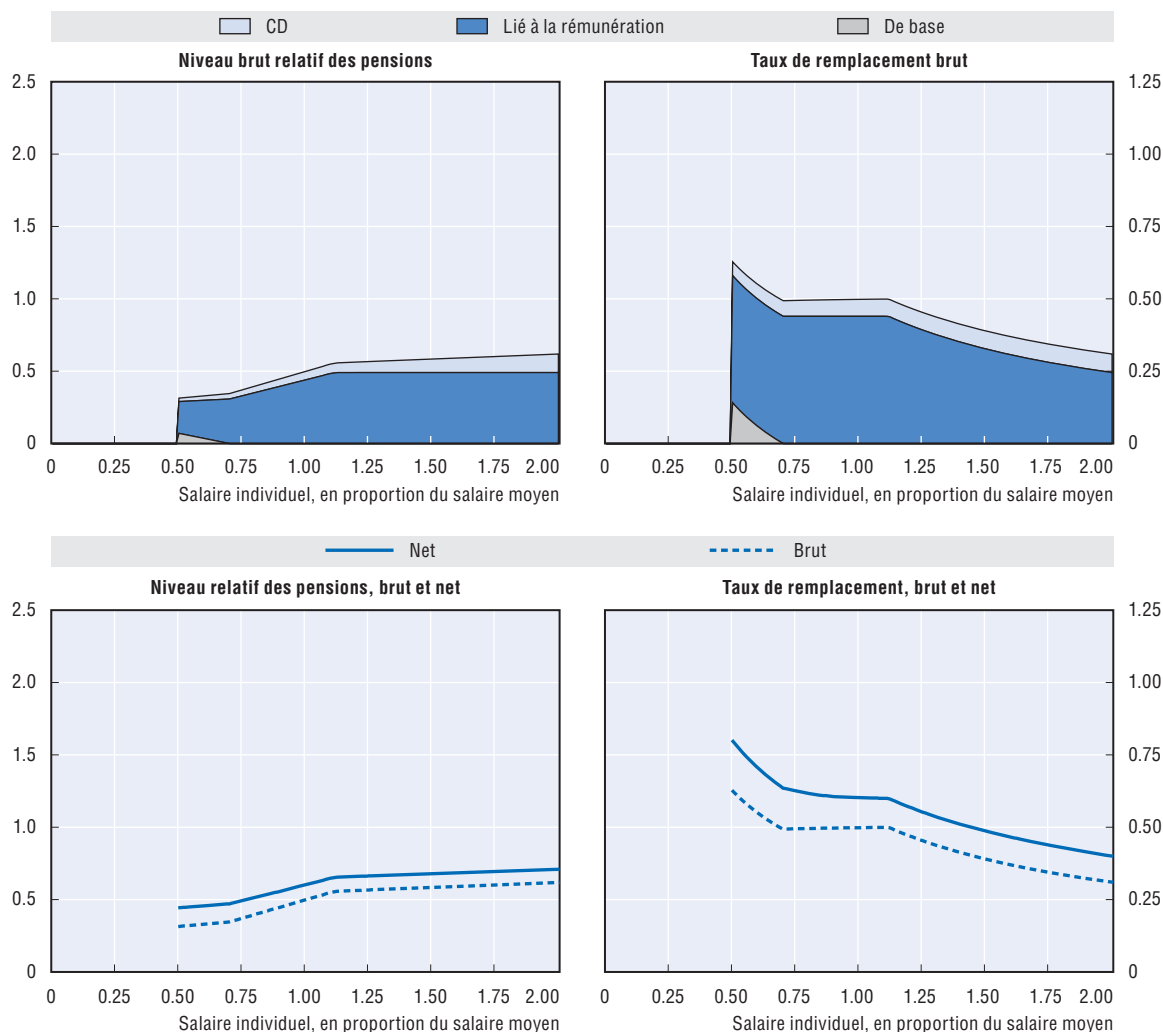 CD Lié à la rémunération De base
Niveau brut relatif des pensions
2.5
2.0
1.5
1.0
0.5
0
0 0.25 0.50 0.75 1.00 1.25 1.50 1.75 2.00
Salaire individuel, en proportion du salaire moyen
Taux de remplacement brut
1.25
1.00
0.75
0.50
0.25
0
0 0.25 0.50 0.75 1.00 1.25 1.50 1.75 2.00
Salaire individuel, en proportion du salaire moyen
Net Brut
Niveau relatif des pensions, brut et net
2.5
2.0
1.5
1.0
0.5
0
0 0.25 0.50 0.75 1.00 1.25 1.50 1.75 2.00
Salaire individuel, en proportion du salaire moyen
Taux de remplacement, brut et net
1.25
1.00
0.75
0.50
0.25
0
0 0.25 0.50 0.75 1.00 1.25 1.50 1.75 2.00
Salaire individuel, en proportion du salaire moyen